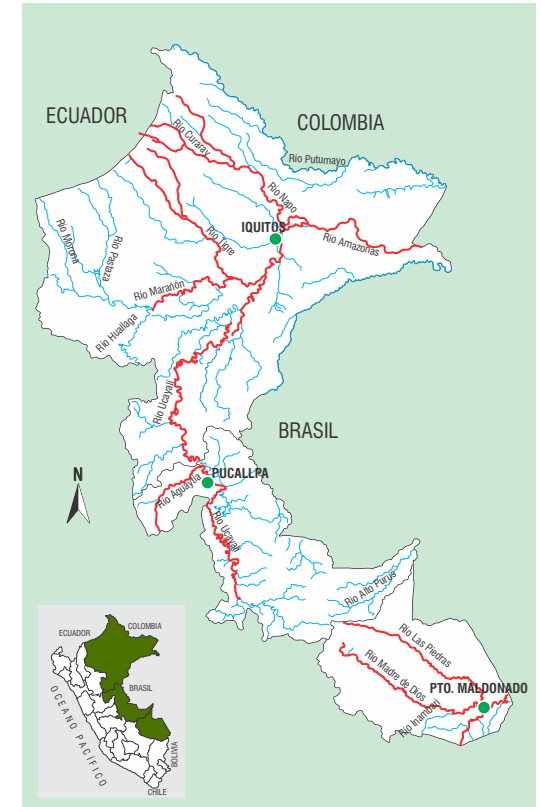 ECUADOR
COLOMBIA
Río Curaray
Río Putumayo
Río Napo
IQUITOS
Río Amazonas
Río Morona
Río Pastaza
Río Tigre
Río Marañón
Río Huallaga
Río Ucayali
BRASIL
N
PUCALLPA
Río Aguaytía
Río Ucayali
Río Alto Purus
Río Las Piedras
Río Madre de Dios
PTO. MALDONADO
Río Inambari
COLOMBIA
ECUADOR
BRASIL
OCEANO PACÍFICO
BOLIVIA
CHILE